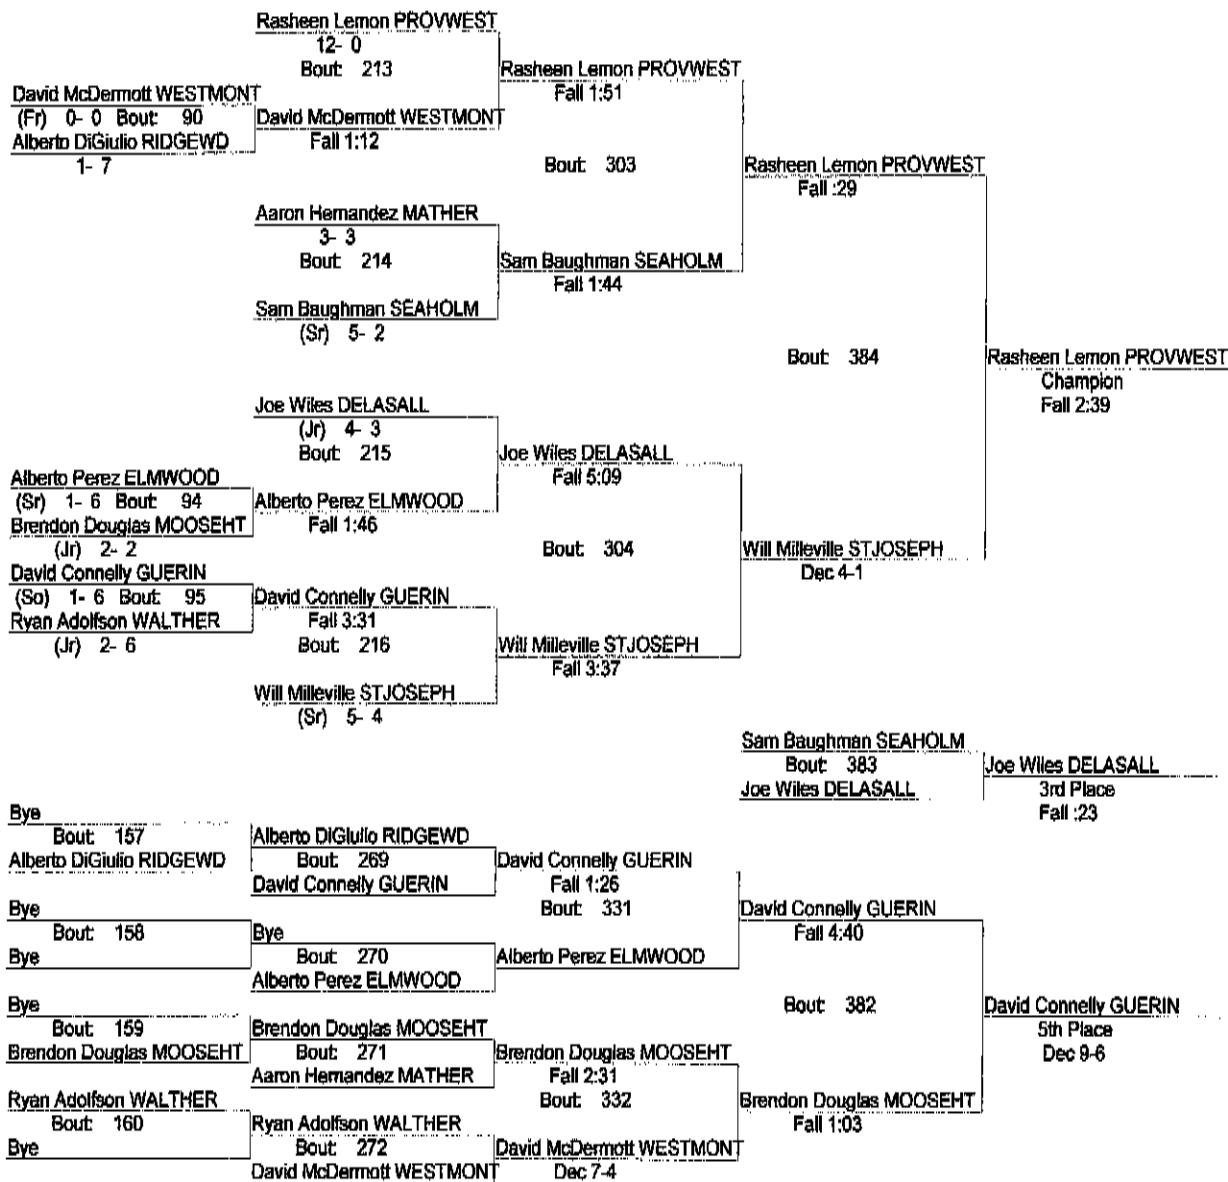 Rasheen Lemon PROVWEST
12- 0
Bout: 213
Rasheen Lemon PROVWEST
Fall 1:51
David McDermott WESTMONT
(Fr) 0- 0 Bout: 90
David McDermott WESTMONT
Alberto DiGiulio RIDGEWD
Fall 1:12
1- 7
Bout: 303
Rasheen Lemon PROVWEST
Fall :29
Aaron Hernandez MATHER
3- 3
Bout: 214
Sam Baughman SEAHOLM
Fall 1:44
Sam Baughman SEAHOLM
(Sr) 5- 2
Bout: 384
Rasheen Lemon PROVWEST
Champion
Fall 2:39
Joe Wiles DELASALL
(Jr) 4- 3
Bout: 215
Joe Wiles DELASALL
Fall 5:09
Alberto Perez ELMWOOD
(Sr) 1- 6 Bout: 94
Alberto Perez ELMWOOD
Brendon Douglas MOOSEHT
Fall 1:46
(Jr) 2- 2
Bout: 304
Will Milleville STJOSEPH
Dec 4-1
David Connelly GUERIN
(So) 1- 6 Bout: 95
David Connelly GUERIN
Ryan Adolfson WALTHER
Fall 3:31
(Jr) 2- 6
Bout: 216
Will Milleville STJOSEPH
Fall 3:37
Will Milleville STJOSEPH
(Sr) 5- 4
Sam Baughman SEAHOLM
Bout: 383
Joe Wiles DELASALL
Joe Wiles DELASALL
3rd Place
Fall :23
Bye
Bout: 157
Alberto DiGiulio RIDGEWD
Alberto DiGiulio RIDGEWD
Bout: 269
David Connelly GUERIN
David Connelly GUERIN
Fall 1:26
Bout: 331
David Connelly GUERIN
Fall 4:40
Bye
Bout: 158
Bye
Bye
Bout: 270
Alberto Perez ELMWOOD
Alberto Perez ELMWOOD
Bout: 382
David Connelly GUERIN
5th Place
Dec 9-6
Bye
Bout: 159
Brendon Douglas MOOSEHT
Brendon Douglas MOOSEHT
Bout: 271
Aaron Hernandez MATHER
Brendon Douglas MOOSEHT
Fall 2:31
Bout: 332
Brendon Douglas MOOSEHT
Fall 1:03
Ryan Adolfson WALTHER
Bout: 160
Bye
Ryan Adolfson WALTHER
Bout: 272
David McDermott WESTMONT
David McDermott WESTMONT
Dec 7-4